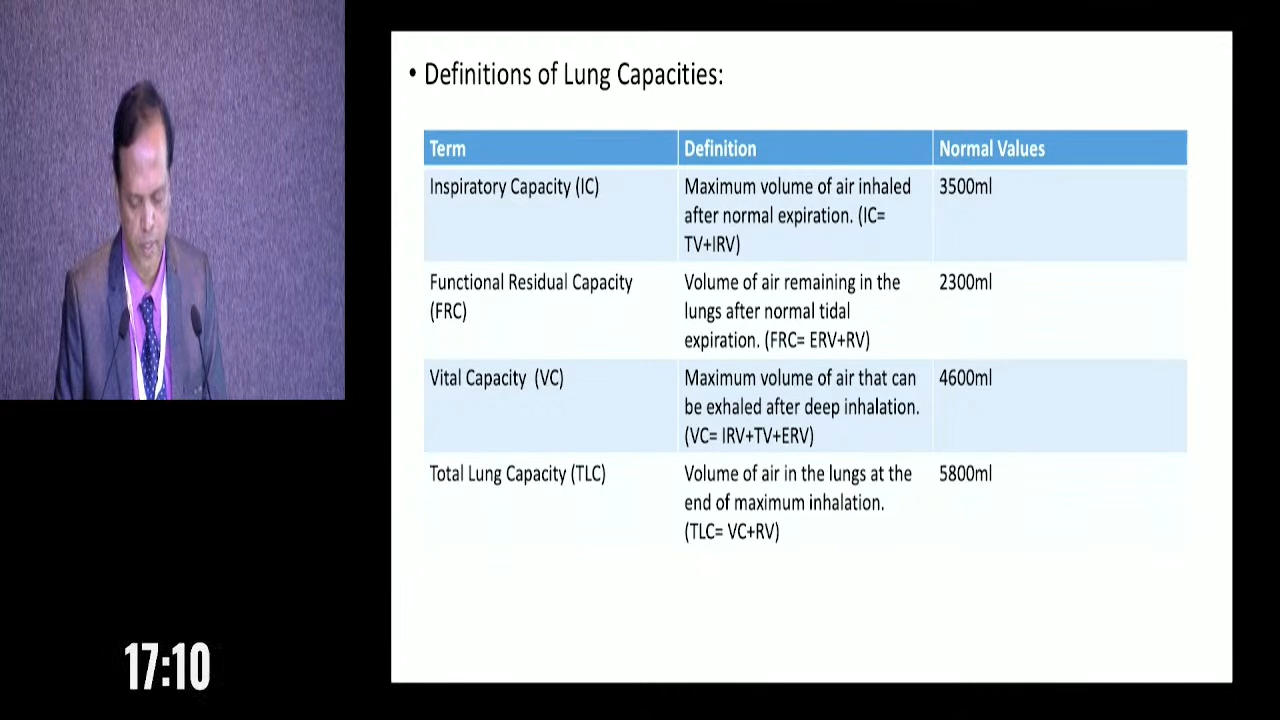 • Definitions of Lung Capacities:
Term Definition Normal Values
Inspiratory Capacity (IC) Maximum volume of air inhaled 3500ml
after normal expiration. (IC=
TV+IRV)
Functional Residual Capacity Volume of air remaining in the 2300ml
(FRC) lungs after normal tidal
expiration. (FRC= ERV+RV)
Vital Capacity (VC) Maximum volume of air that can 4600ml
be exhaled after deep inhalation.
(VC= IRV+TV+ERV)
Total Lung Capacity (TLC) Volume of air in the lungs at the 5800ml
end of maximum inhalation.
(TLC= VC+RV)
17:10